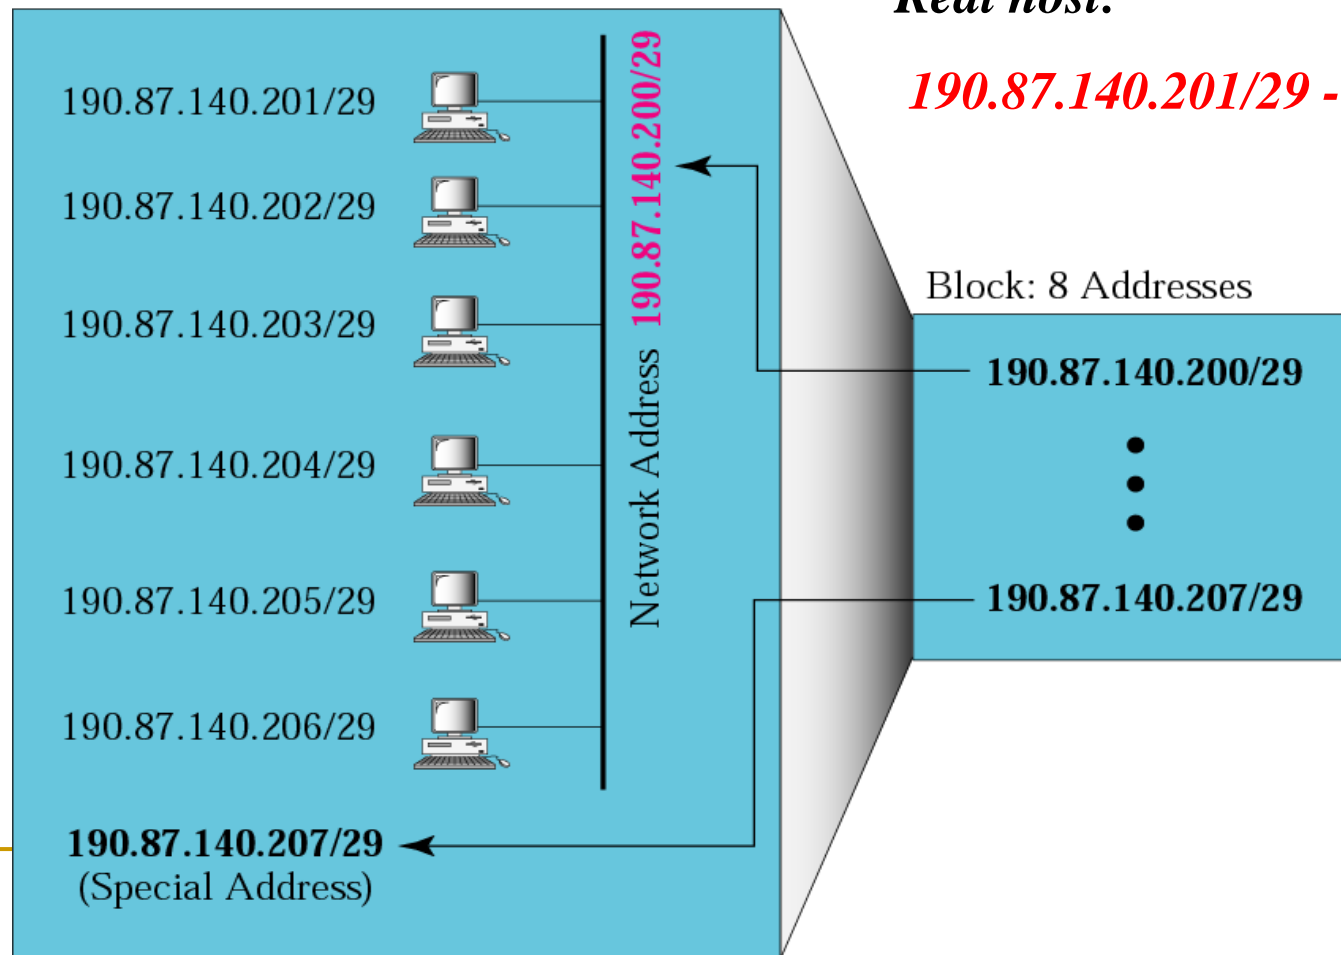 Real host:
190.87.140.201/29 -
190.87.140.201/29
190.87.140.202/29
190.87.140.203/29
190.87.140.204/29
190.87.140.205/29
190.87.140.206/29
190.87.140.207/29
(Special Address)
Network Address 190.87.140.200/29
Block: 8 Addresses
190.87.140.200/29
190.87.140.207/29